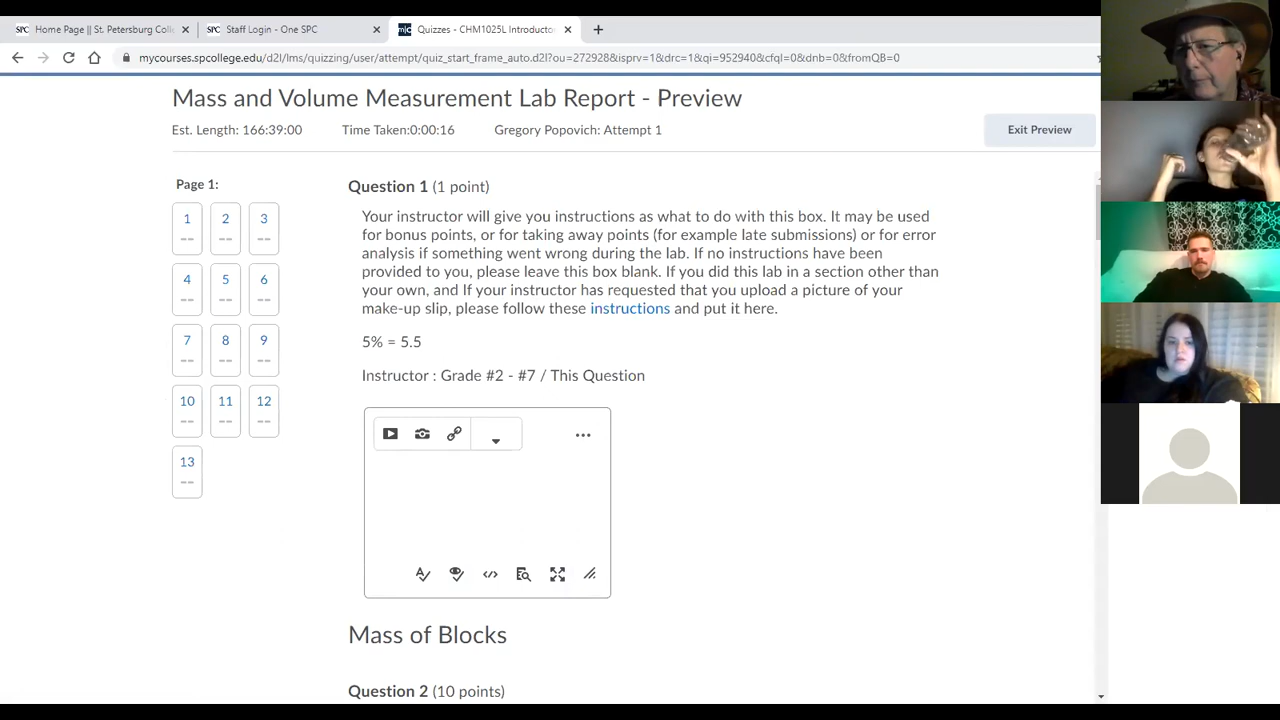 Home Page || St. Petersburg Coll
Staff Login - One SPC
Quizzes - CHM1025L Introducto
mycourses.spcollege.edu/d2l/lms/quizzing/user/attempt/quiz_start_frame_auto.d2l?ou=272928&isprv=1&drc=1&qi=952940&cfql=0&dnb=0&fromQB=0
Mass and Volume Measurement Lab Report - Preview
Est. Length: 166:39:00 Time Taken:0:00:16 Gregory Popovich: Attempt 1
Exit Preview
Page 1:
1 2 3
-- -- --
4 5 6
-- -- --
7 8 9
-- -- --
10 11 12
-- -- --
13
--
Question 1 (1 point)
Your instructor will give you instructions as what to do with this box. It may be used
for bonus points, or for taking away points (for example late submissions) or for error
analysis if something went wrong during the lab. If no instructions have been
provided to you, please leave this box blank. If you did this lab in a section other than
your own, and If your instructor has requested that you upload a picture of your
make-up slip, please follow these instructions and put it here.
5% = 5.5
Instructor : Grade #2 - #7 / This Question
Mass of Blocks
Question 2 (10 points)